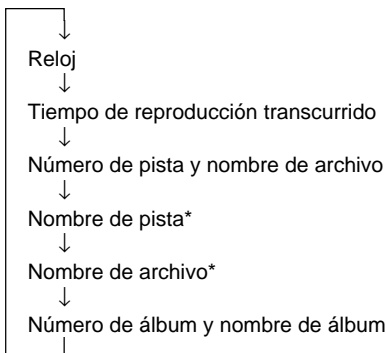 Reloj
Tiempo de reproducción transcurrido
Número de pista y nombre de archivo
Nombre de pista*
Nombre de archivo*
Número de álbum y nombre de álbum